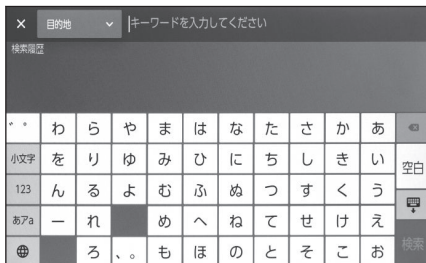 × 目的地 キーワードを入力してください
検索履歴
゛゜ わ ら や ま は な た さ か あ
小文字 を り ゆ み ひ に ち し き い 空白
123 ん る よ む ふ ぬ つ す く う
あアa ー れ め へ ね て せ け え
ろ 、。 も ほ の と そ こ お 検索